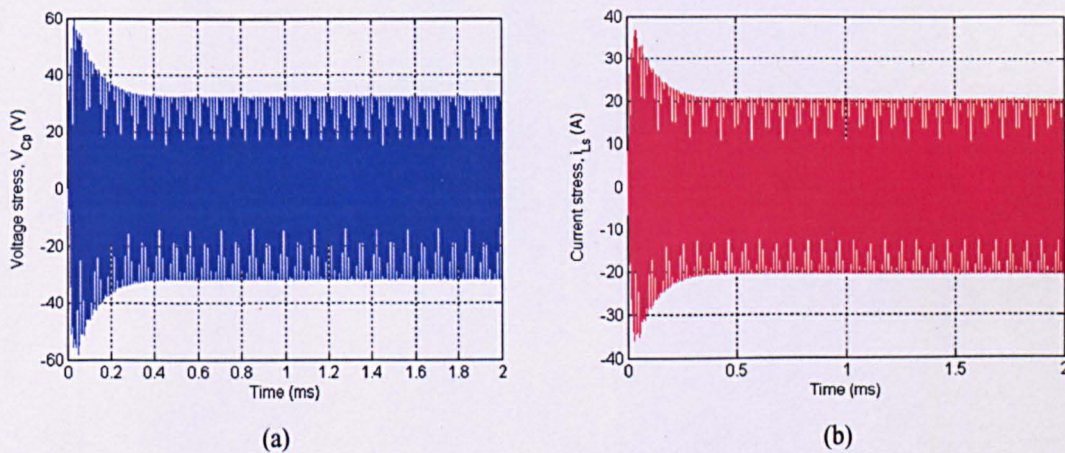 60
40
20
0
-20
-40
-60
Voltage stress, V_Cp (V)
0 0.2 0.4 0.6 0.8 1 1.2 1.4 1.6 1.8 2
Time (ms)
(a)
40
30
20
10
0
-10
-20
-30
-40
Current stress, i_Ls (A)
0 0.5 1 1.5 2
Time (ms)
(b)